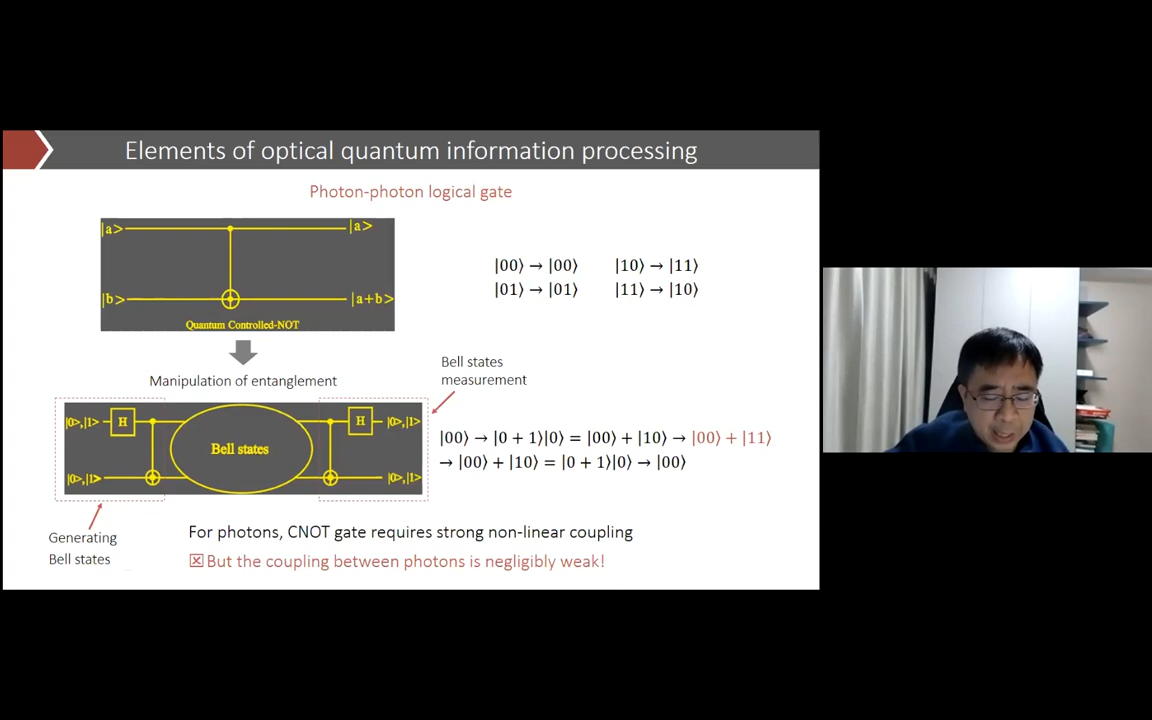 Elements of optical quantum information processing
Photon-photon logical gate
|a> |a>
|b> |a+b>
Quantum Controlled-NOT
|00⟩ → |00⟩ |10⟩ → |11⟩
|01⟩ → |01⟩ |11⟩ → |10⟩
Manipulation of entanglement
Bell states
measurement
|0>,|1> H H |0>,|1>
Bell states
|0>,|1> |0>,|1>
|00⟩ → |0 + 1⟩|0⟩ = |00⟩ + |10⟩ → |00⟩ + |11⟩
→ |00⟩ + |10⟩ = |0 + 1⟩|0⟩ → |00⟩
Generating
Bell states
For photons, CNOT gate requires strong non-linear coupling
☒ But the coupling between photons is negligibly weak!